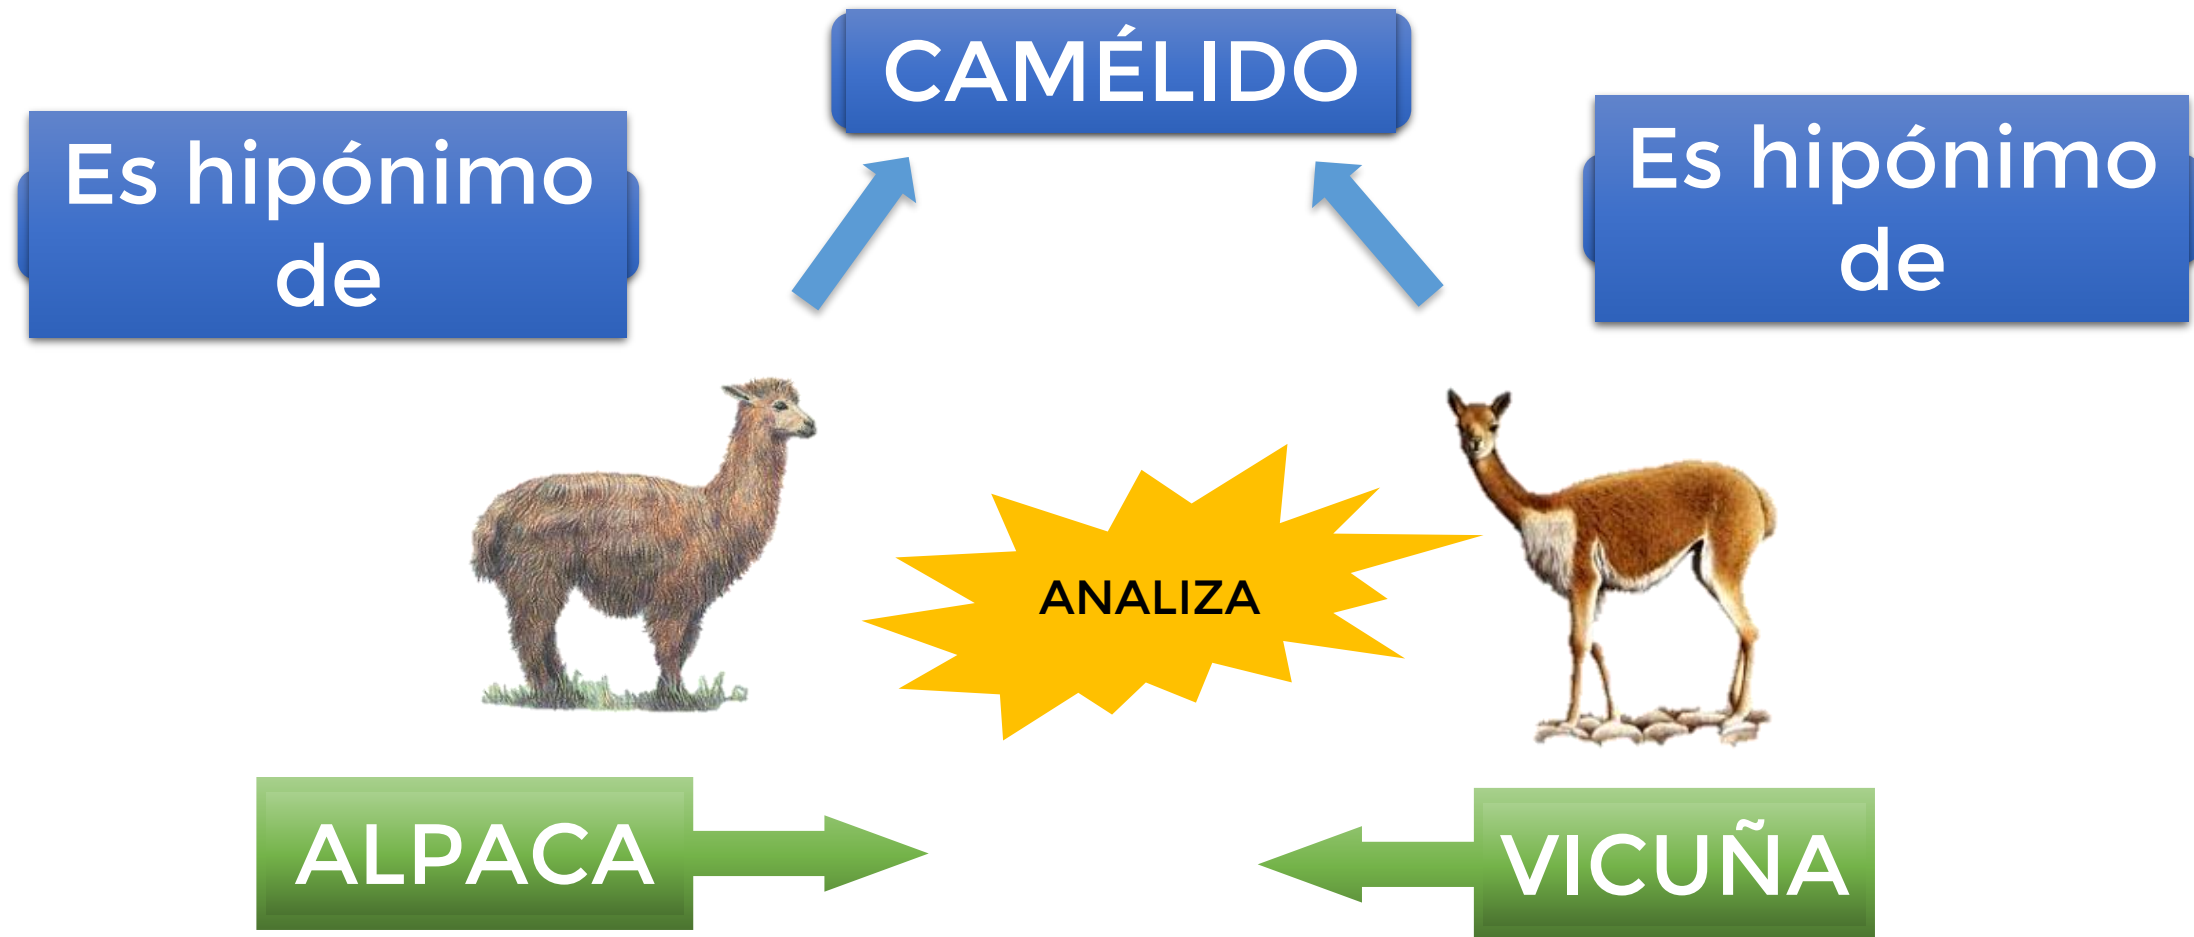 CAMÉLIDO
Es hipónimo
de
Es hipónimo
de
ANALIZA
ALPACA
VICUÑA